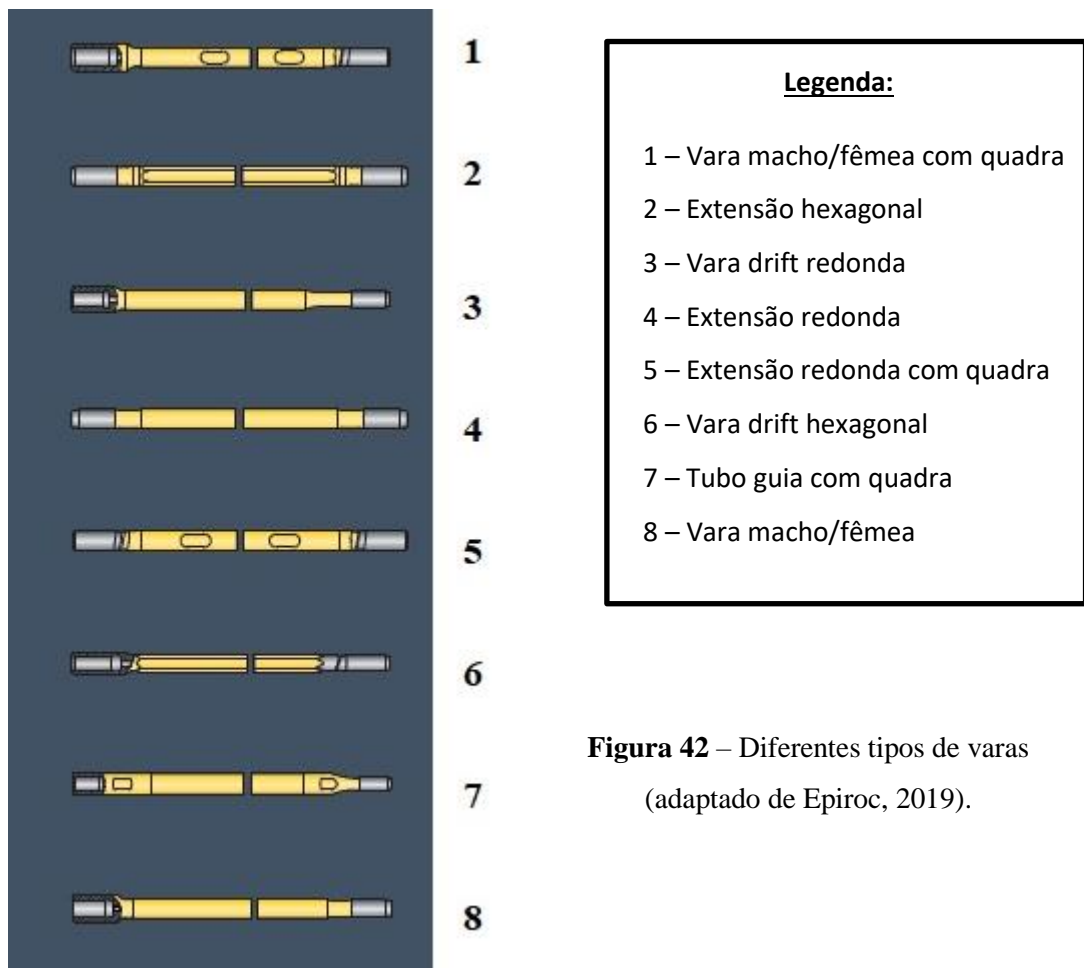 1
2
3
4
5
6
7
8
Legenda:
1 – Vara macho/fêmea com quadra
2 – Extensão hexagonal
3 – Vara drift redonda
4 – Extensão redonda
5 – Extensão redonda com quadra
6 – Vara drift hexagonal
7 – Tubo guia com quadra
8 – Vara macho/fêmea
Figura 42 – Diferentes tipos de varas
(adaptado de Epiroc, 2019).